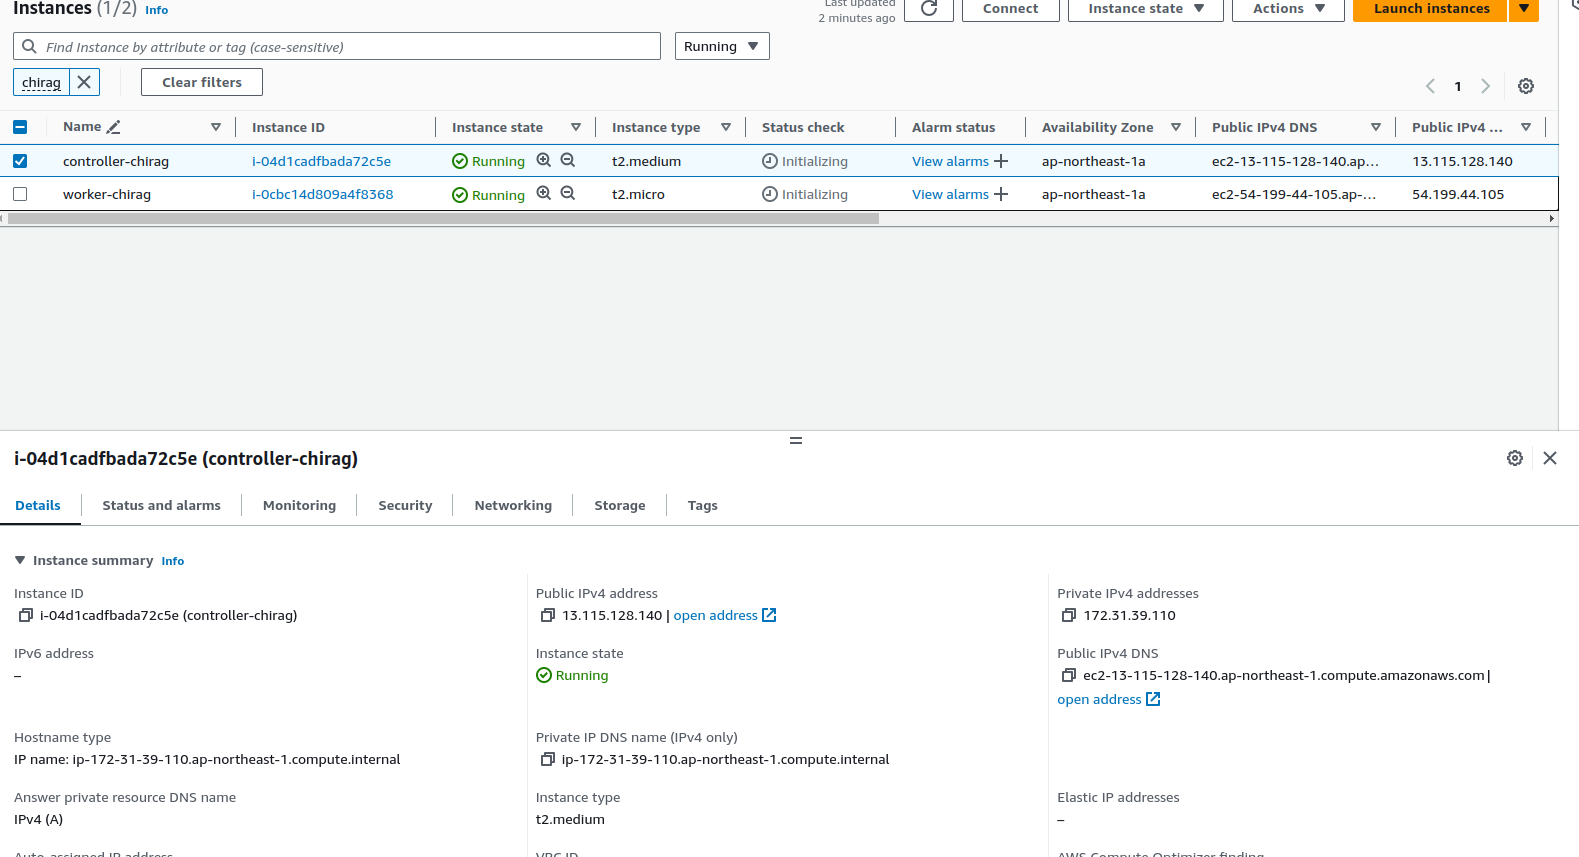 Instances (1/2) Info
Last updated
2 minutes ago
Connect
Instance state
Actions
Launch instances
Find Instance by attribute or tag (case-sensitive)
Running
chirag
Clear filters
1
Name Instance ID Instance state Instance type Status check Alarm status Availability Zone Public IPv4 DNS Public IPv4 ...
controller-chirag i-04d1cadfbada72c5e Running t2.medium Initializing View alarms ap-northeast-1a ec2-13-115-128-140.ap... 13.115.128.140
worker-chirag i-0cbc14d809a4f8368 Running t2.micro Initializing View alarms ap-northeast-1a ec2-54-199-44-105.ap-... 54.199.44.105
i-04d1cadfbada72c5e (controller-chirag)
Details Status and alarms Monitoring Security Networking Storage Tags
Instance summary Info
Instance ID
i-04d1cadfbada72c5e (controller-chirag)
Public IPv4 address
13.115.128.140 | open address
Private IPv4 addresses
172.31.39.110
IPv6 address
–
Instance state
Running
Public IPv4 DNS
ec2-13-115-128-140.ap-northeast-1.compute.amazonaws.com |
open address
Hostname type
IP name: ip-172-31-39-110.ap-northeast-1.compute.internal
Private IP DNS name (IPv4 only)
ip-172-31-39-110.ap-northeast-1.compute.internal
Answer private resource DNS name
IPv4 (A)
Instance type
t2.medium
Elastic IP addresses
–
Auto-assigned IP address
VPC ID
AWS Compute Optimizer finding